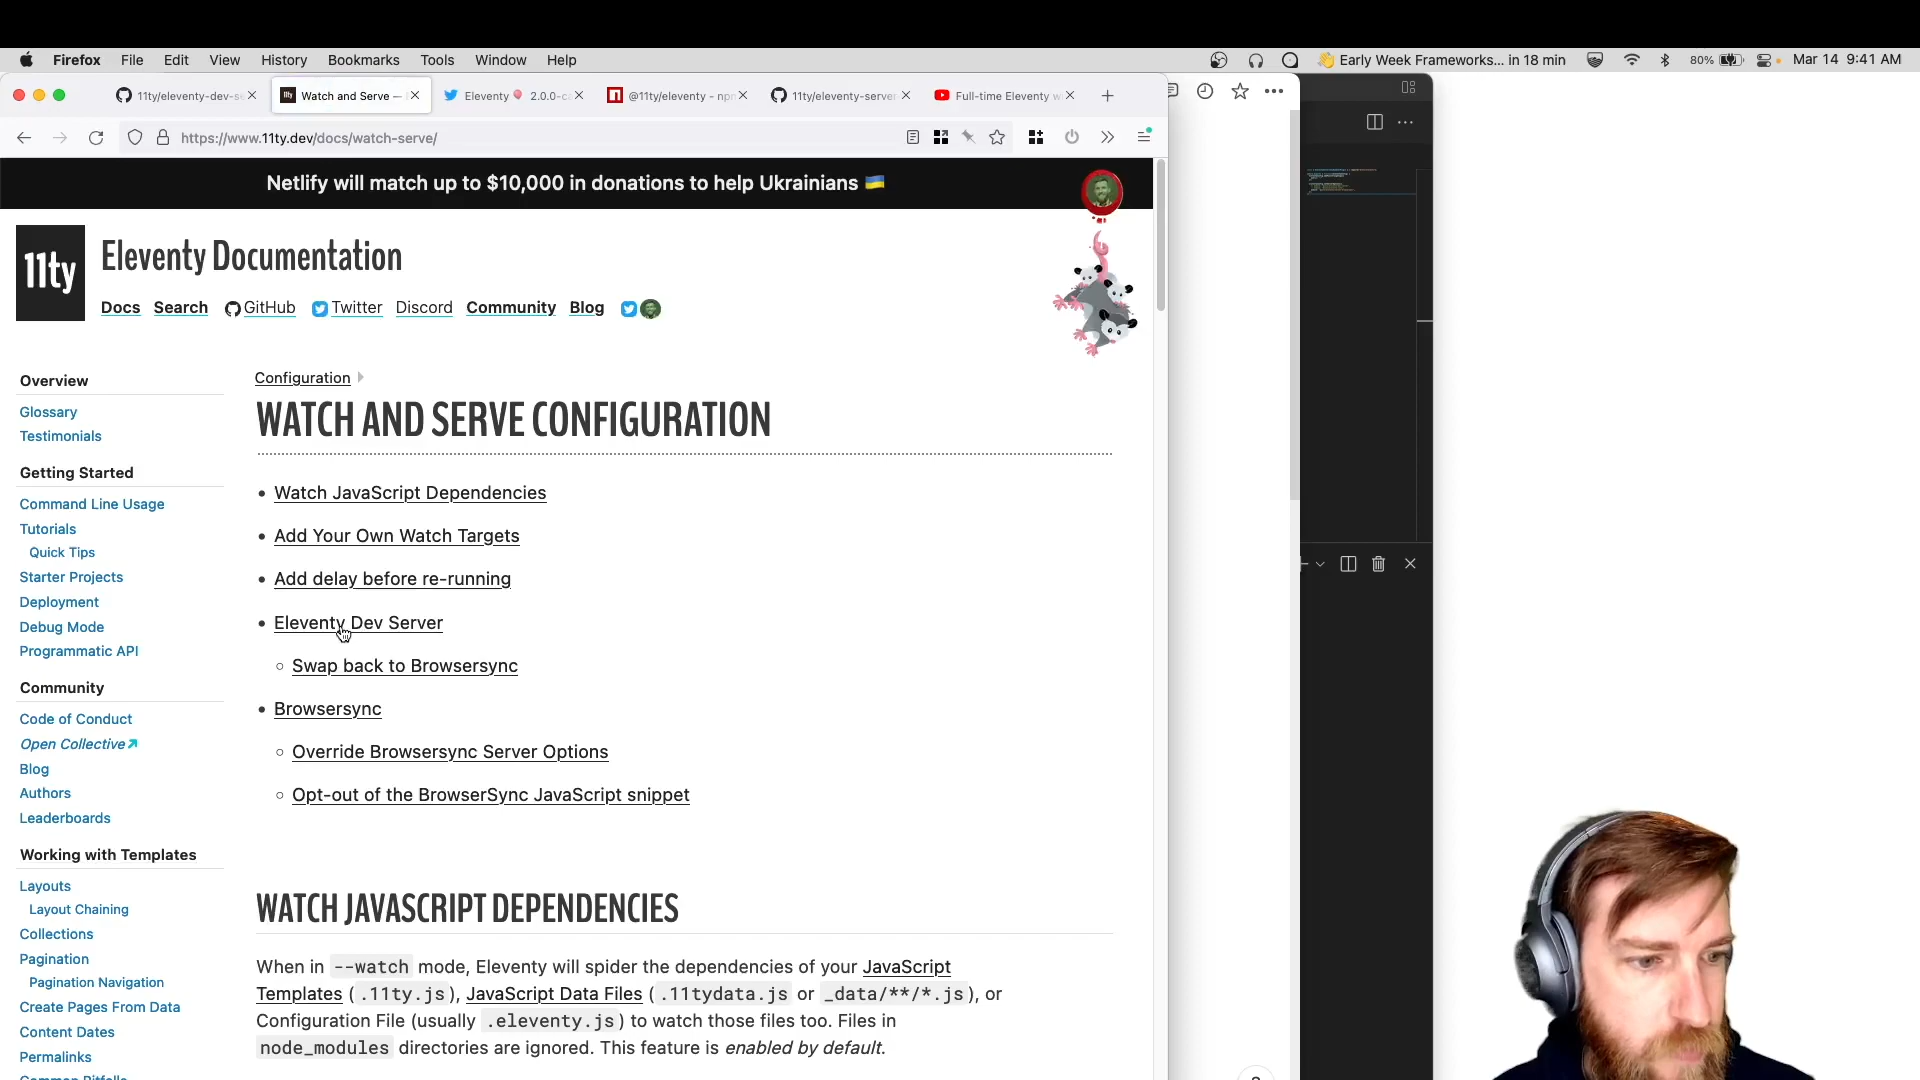 Firefox File Edit View History Bookmarks Tools Window Help
👋 Early Week Frameworks... in 18 min 80% Mar 14 9:41 AM
11ty/eleventy-dev-s
Watch and Serve —
Eleventy 🎈 2.0.0-ca
@11ty/eleventy - npm
11ty/eleventy-server
Full-time Eleventy w
https://www.11ty.dev/docs/watch-serve/
Netlify will match up to $10,000 in donations to help Ukrainians 🇺🇦
11ty
Eleventy Documentation
Docs Search GitHub Twitter Discord Community Blog
Overview
Glossary
Testimonials
Getting Started
Command Line Usage
Tutorials
Quick Tips
Starter Projects
Deployment
Debug Mode
Programmatic API
Community
Code of Conduct
Open Collective
Blog
Authors
Leaderboards
Working with Templates
Layouts
Layout Chaining
Collections
Pagination
Pagination Navigation
Create Pages From Data
Content Dates
Permalinks
Common Pitfalls
Configuration
WATCH AND SERVE CONFIGURATION
• Watch JavaScript Dependencies
• Add Your Own Watch Targets
• Add delay before re-running
• Eleventy Dev Server
◦ Swap back to Browsersync
• Browsersync
◦ Override Browsersync Server Options
◦ Opt-out of the BrowserSync JavaScript snippet
WATCH JAVASCRIPT DEPENDENCIES
When in --watch mode, Eleventy will spider the dependencies of your JavaScript
Templates (.11ty.js), JavaScript Data Files (.11tydata.js or _data/**/*.js), or
Configuration File (usually .eleventy.js) to watch those files too. Files in
node_modules directories are ignored. This feature is enabled by default.